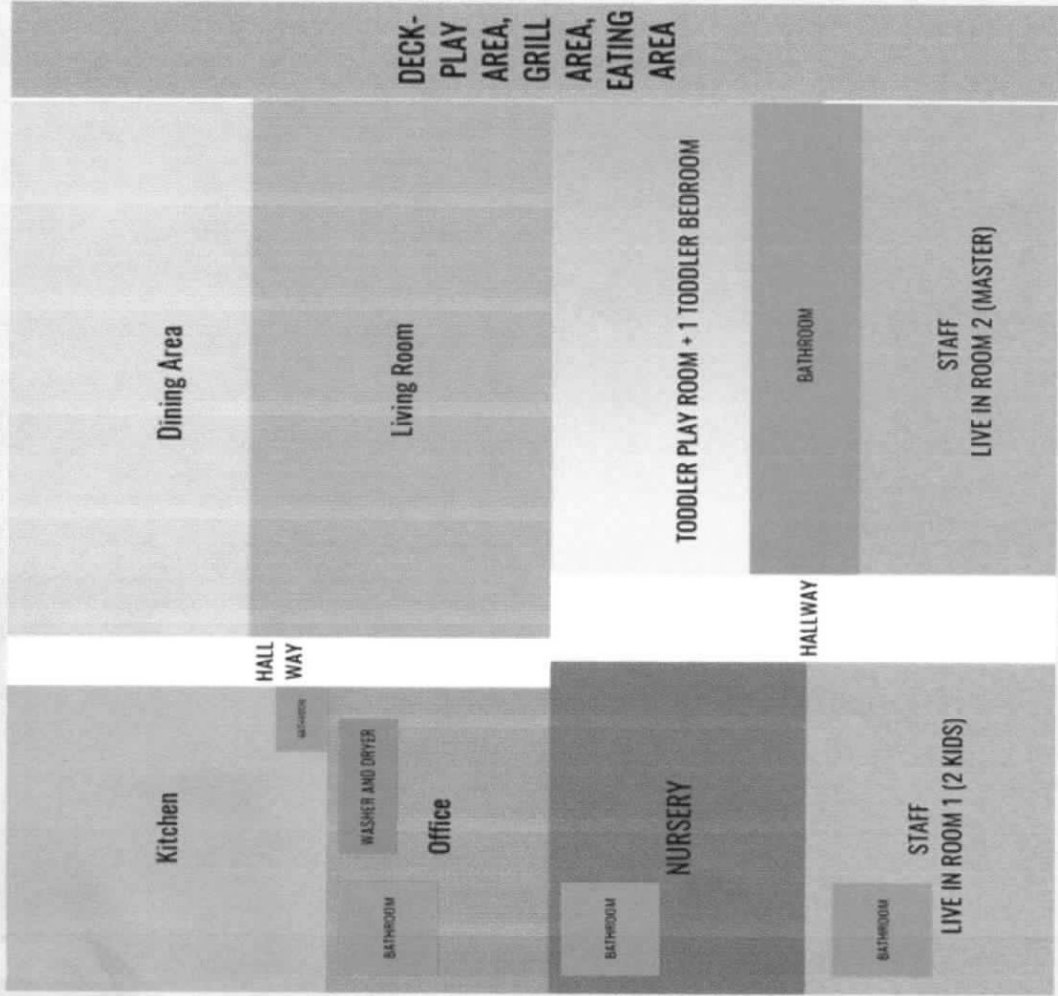 DECK-
PLAY
AREA,
GRILL
AREA,
EATING
AREA
Dining Area
Living Room
TODDLER PLAY ROOM + 1 TODDLER BEDROOM
BATHROOM
STAFF
LIVE IN ROOM 2 (MASTER)
HALL
WAY
HALLWAY
Kitchen
BATHROOM
WASHER AND DRYER
Office
BATHROOM
NURSERY
BATHROOM
STAFF
LIVE IN ROOM 1 (2 KIDS)
BATHROOM